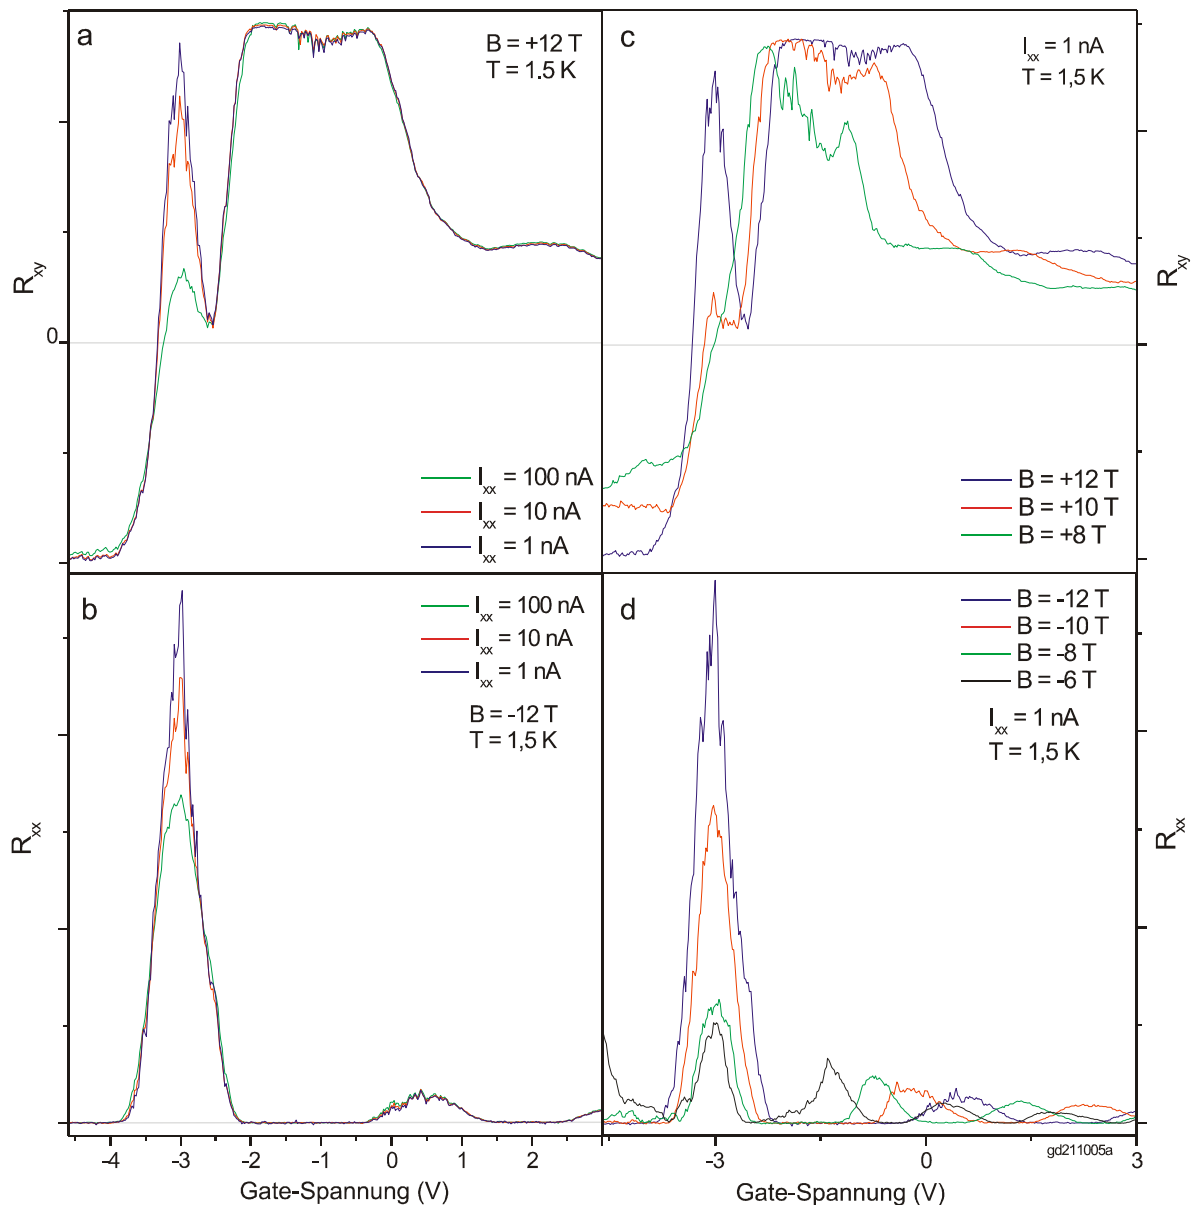 a
B = +12 T
T = 1.5 K
R_xy
0
I_xx = 100 nA
I_xx = 10 nA
I_xx = 1 nA
c
I_xx = 1 nA
T = 1,5 K
R_xy
B = +12 T
B = +10 T
B = +8 T
b
I_xx = 100 nA
I_xx = 10 nA
I_xx = 1 nA
B = -12 T
T = 1,5 K
R_xx
-4 -3 -2 -1 0 1 2
Gate-Spannung (V)
d
B = -12 T
B = -10 T
B = -8 T
B = -6 T
I_xx = 1 nA
T = 1,5 K
R_xx
gd211005a
-3 0 3
Gate-Spannung (V)